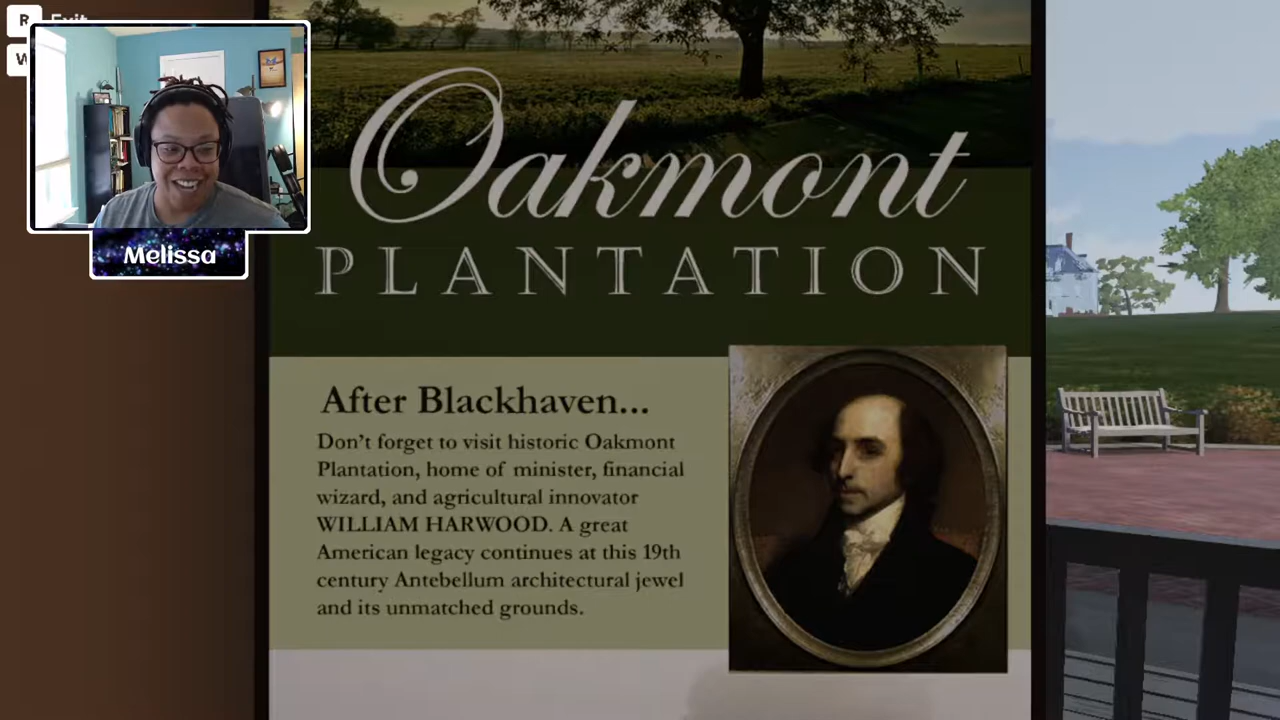 R Exit
W
Melissa
Oakmont
PLANTATION
After Blackhaven...
Don't forget to visit historic Oakmont
Plantation, home of minister, financial
wizard, and agricultural innovator
WILLIAM HARWOOD. A great
American legacy continues at this 19th
century Antebellum architectural jewel
and its unmatched grounds.